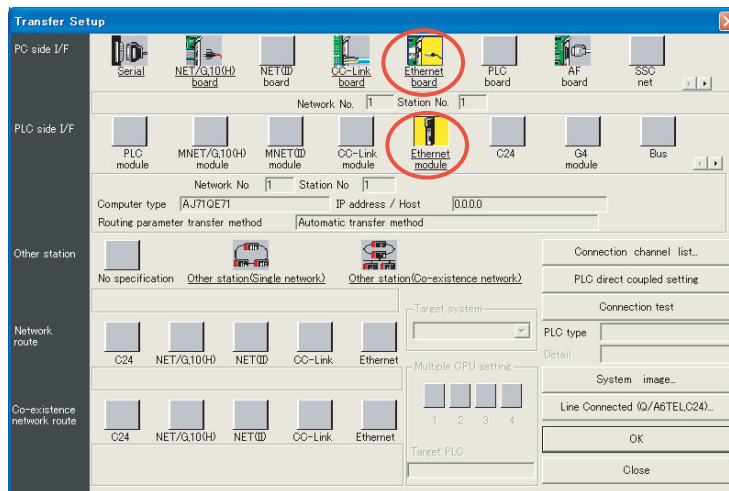 Transfer Setup
PC side I/F
Serial
NET/G,10(H) board
NET(II) board
CC-Link board
Ethernet board
PLC board
AF board
SSC net
Network No. 1 Station No. 1
PLC side I/F
PLC module
MNET/G,10(H) module
MNET(II) module
CC-Link module
Ethernet module
C24
G4 module
Bus
Network No 1 Station No 1
Computer type AJ71QE71 IP address / Host 0.0.0.0
Routing parameter transfer method Automatic transfer method
Other station
No specification
Other station(Single network)
Other station(Co-existence network)
Connection channel list...
PLC direct coupled setting
Connection test
PLC type
Detail
System image...
Line Connected (Q/A6TEL,C24)...
OK
Close
Target system
Network route
C24
NET/G,10(H)
NET(II)
CC-Link
Ethernet
Multiple CPU setting
1 2 3 4
Target PLC
Co-existence network route
C24
NET/G,10(H)
NET(II)
CC-Link
Ethernet